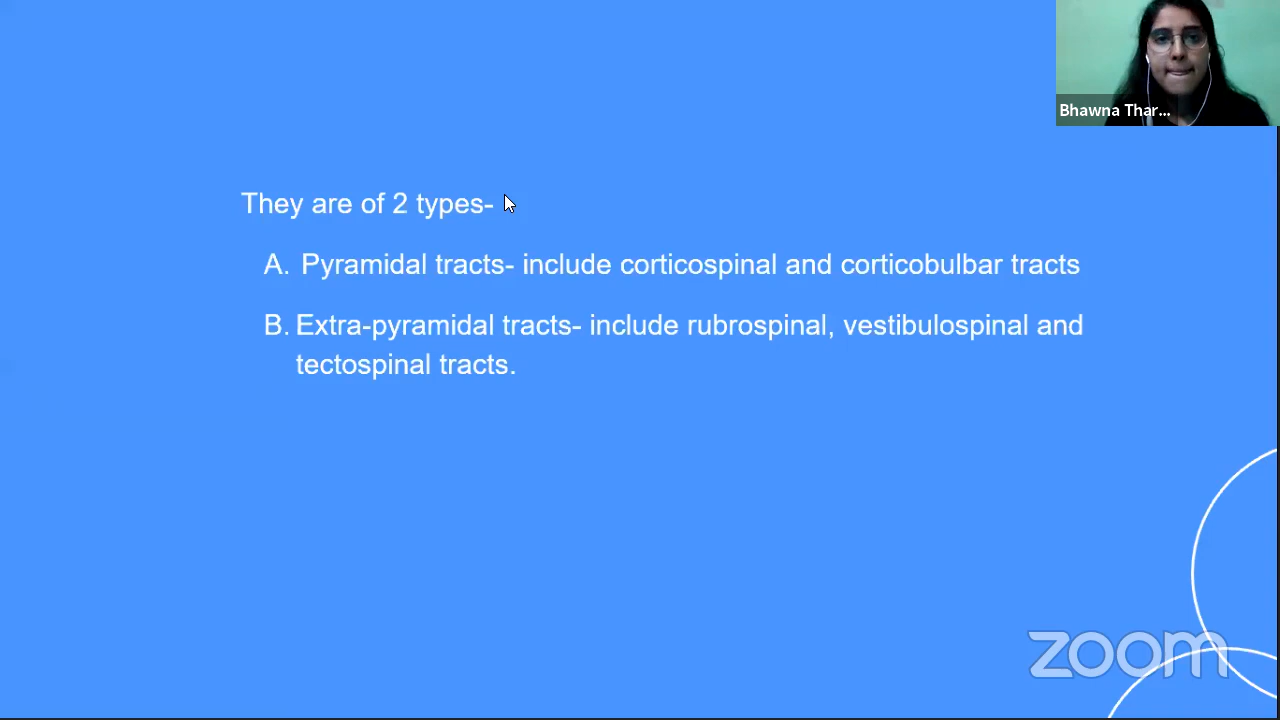 Bhawna Thar...
They are of 2 types-
A. Pyramidal tracts- include corticospinal and corticobulbar tracts
B. Extra-pyramidal tracts- include rubrospinal, vestibulospinal and
tectospinal tracts.
zoom